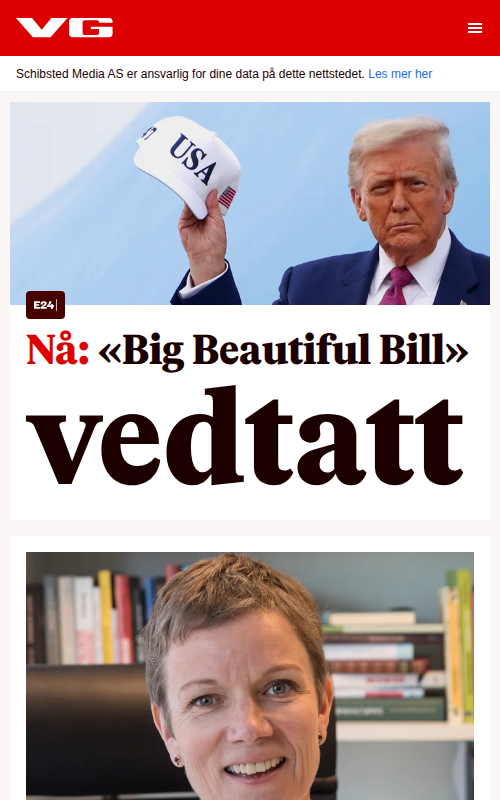 VG
Schibsted Media AS er ansvarlig for dine data på dette nettstedet. Les mer her
47
USA
E24
Nå: «Big Beautiful Bill»
vedtatt